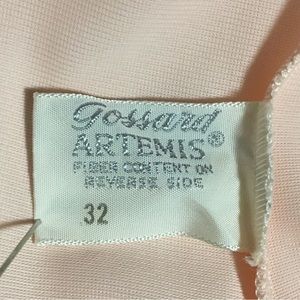 Gossard
ARTEMIS®
FIBER CONTENT ON
REVERSE SIDE
32